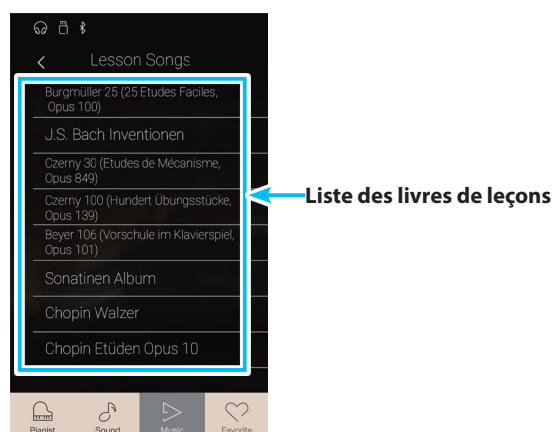 Lesson Songs
Burgmüller 25 (25 Etudes Faciles,
Opus 100)
J.S. Bach Inventionen
Czerny 30 (Etudes de Mécanisme,
Opus 849)
Czerny 100 (Hundert Übungsstücke,
Opus 139)
Beyer 106 (Vorschule im Klavierspiel,
Opus 101)
Sonatinen Album
Chopin Walzer
Chopin Etüden Opus 10
Liste des livres de leçons
Pianist Sound Music Favorite